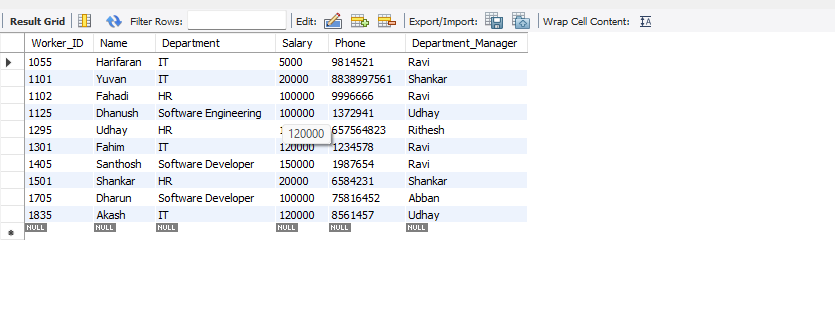 Result Grid Filter Rows: Edit: Export/Import: Wrap Cell Content: IA
Worker_ID Name Department Salary Phone Department_Manager
1055 Harifaran IT 5000 9814521 Ravi
1101 Yuvan IT 20000 8838997561 Shankar
1102 Fahadi HR 100000 9996666 Ravi
1125 Dhanush Software Engineering 100000 1372941 Udhay
1295 Udhay HR 657564823 Rithesh
120000
1301 Fahim IT 120000 1234578 Ravi
1405 Santhosh Software Developer 150000 1987654 Ravi
1501 Shankar HR 20000 6584231 Shankar
1705 Dharun Software Developer 100000 75816452 Abban
1835 Akash IT 120000 8561457 Udhay
NULL NULL NULL NULL NULL NULL